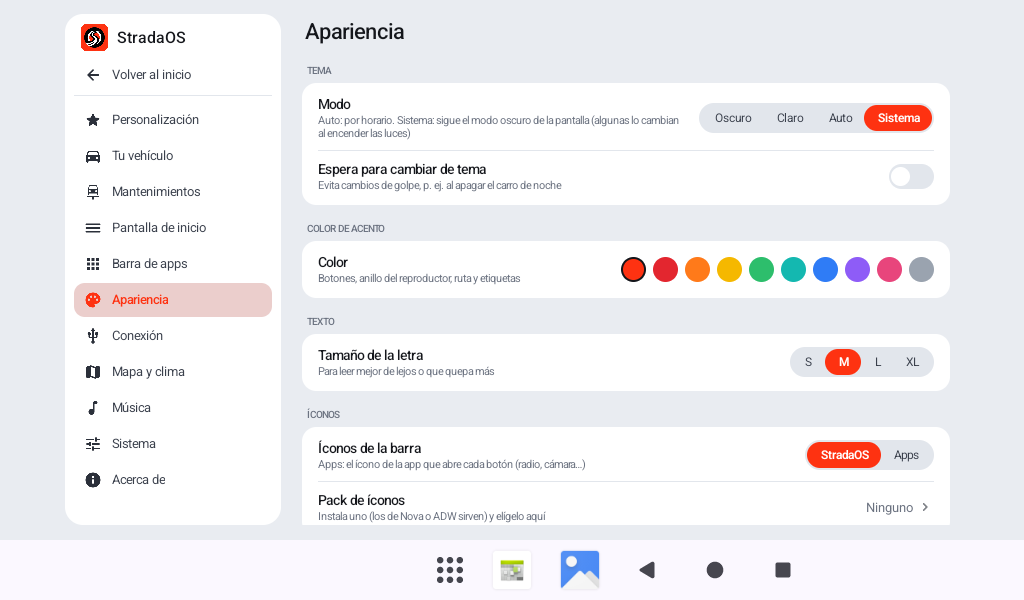 StradaOS
Volver al inicio
Personalización
Tu vehículo
Mantenimientos
Pantalla de inicio
Barra de apps
Apariencia
Conexión
Mapa y clima
Música
Sistema
Acerca de
Apariencia
TEMA
Modo
Auto: por horario. Sistema: sigue el modo oscuro de la pantalla (algunas lo cambian
al encender las luces)
Oscuro Claro Auto Sistema
Espera para cambiar de tema
Evita cambios de golpe, p. ej. al apagar el carro de noche
COLOR DE ACENTO
Color
Botones, anillo del reproductor, ruta y etiquetas
TEXTO
Tamaño de la letra
Para leer mejor de lejos o que quepa más
S M L XL
ÍCONOS
Íconos de la barra
Apps: el ícono de la app que abre cada botón (radio, cámara...)
StradaOS Apps
Pack de íconos
Instala uno (los de Nova o ADW sirven) y elígelo aquí
Ninguno